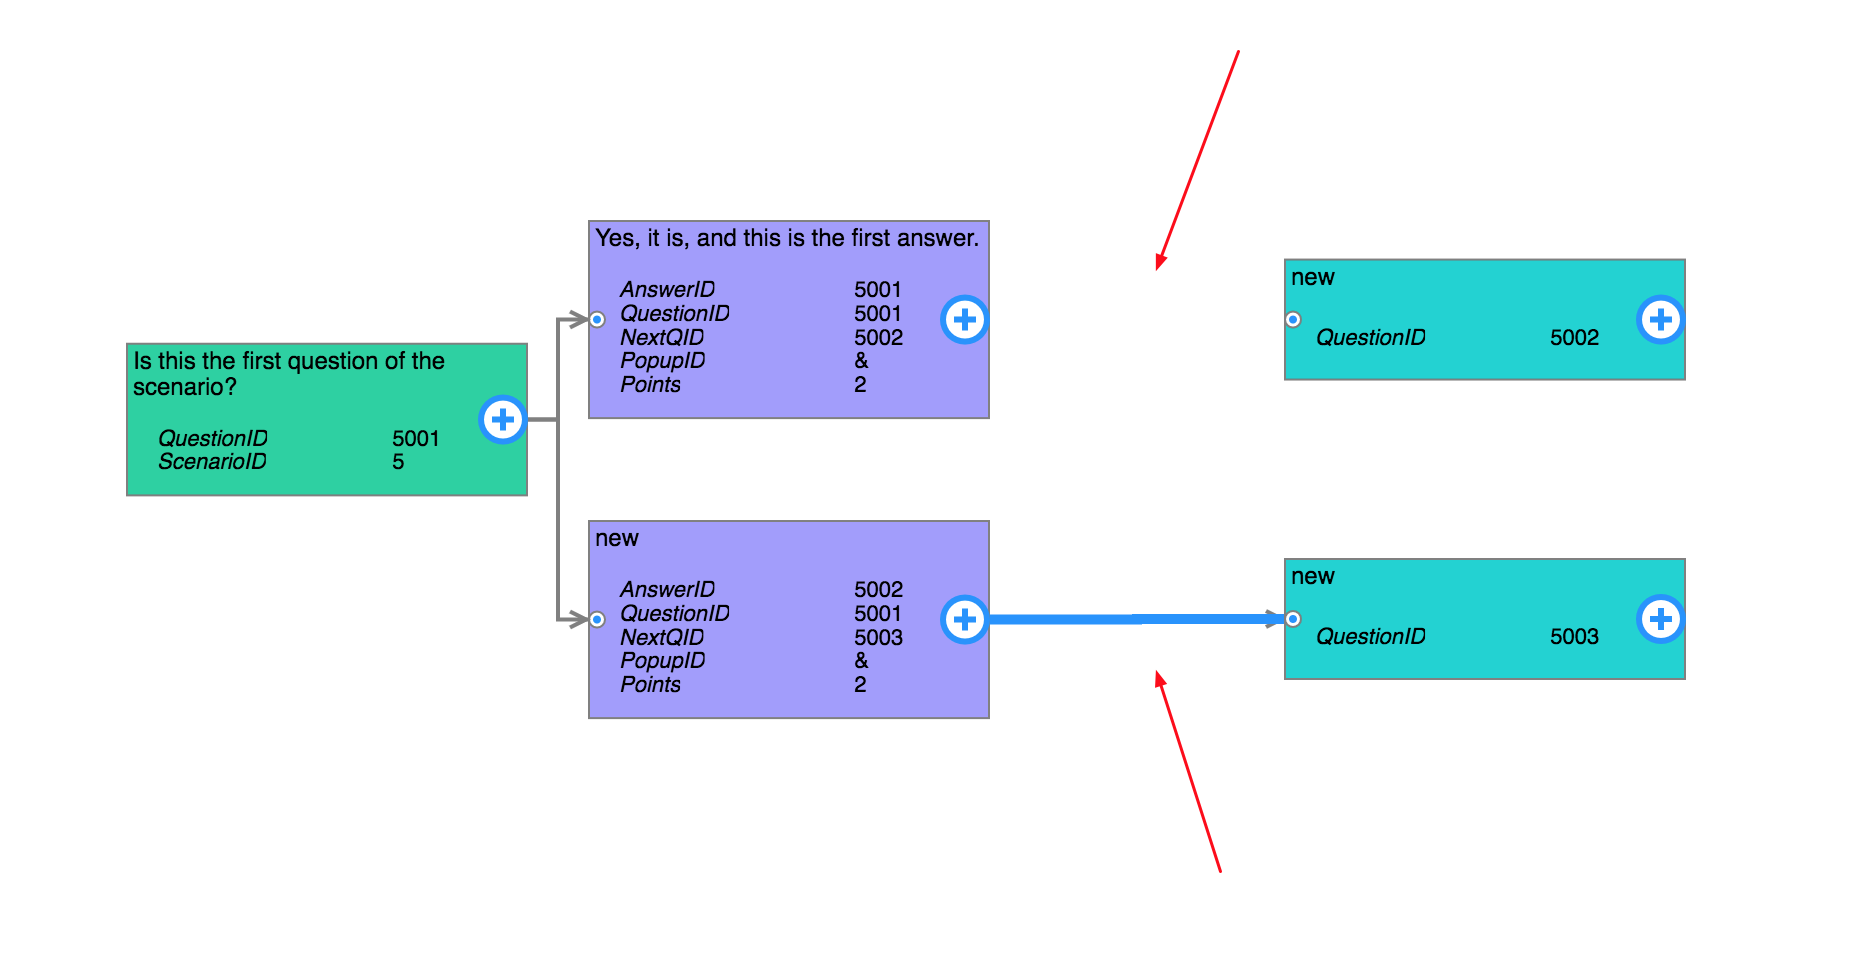 Is this the first question of the
scenario?
QuestionID 5001
ScenarioID 5
Yes, it is, and this is the first answer.
AnswerID 5001
QuestionID 5001
NextQID 5002
PopupID &
Points 2
new
AnswerID 5002
QuestionID 5001
NextQID 5003
PopupID &
Points 2
new
QuestionID 5002
new
QuestionID 5003